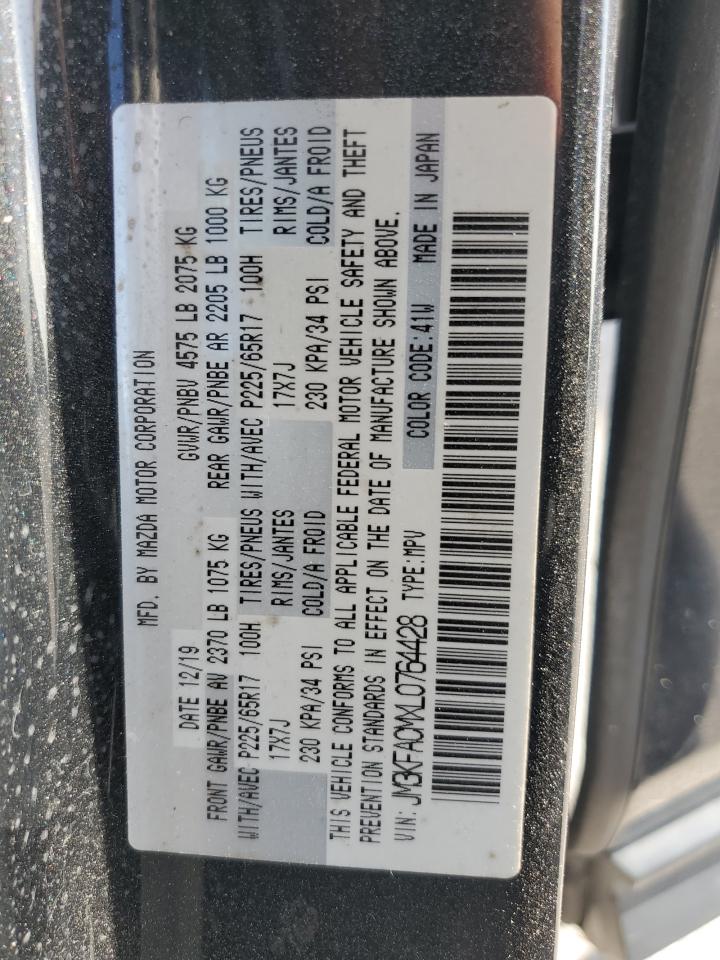 MFD. BY MAZDA MOTOR CORPORATION
DATE 12/19 GVWR/PNBV 4575 LB 2075 KG
FRONT GAWR/PNBE AV 2370 LB 1075 KG REAR GAWR/PNBE AR 2205 LB 1000 KG
WITH/AVEC P225/65R17 100H TIRES/PNEUS WITH/AVEC P225/65R17 100H TIRES/PNEUS
17X7J RIMS/JANTES 17X7J RIMS/JANTES
230 KPA/34 PSI COLD/A FROID 230 KPA/34 PSI COLD/A FROID
THIS VEHICLE CONFORMS TO ALL APPLICABLE FEDERAL MOTOR VEHICLE SAFETY AND THEFT
PREVENTION STANDARDS IN EFFECT ON THE DATE OF MANUFACTURE SHOWN ABOVE.
VIN: JM3KFACMXL0764428 TYPE:MPV COLOR CODE:41W MADE IN JAPAN